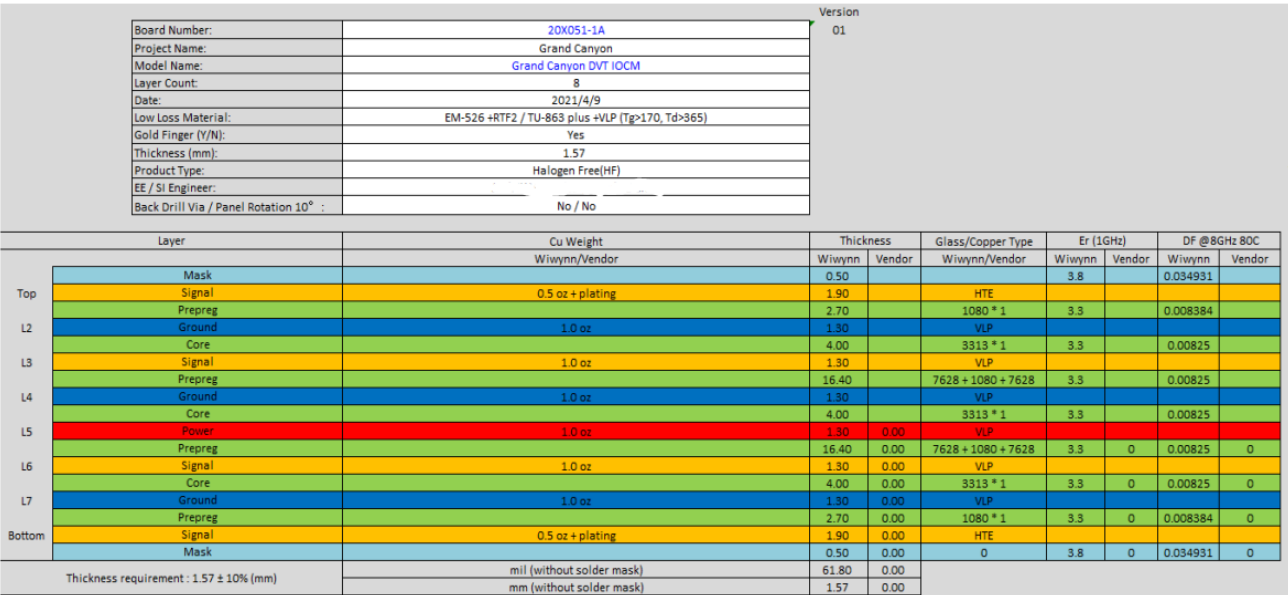 Version
Board Number: 20X051-1A 01
Project Name: Grand Canyon
Model Name: Grand Canyon DVT IOCM
Layer Count: 8
Date: 2021/4/9
Low Loss Material: EM-526 +RTF2 / TU-863 plus +VLP (Tg>170, Td>365)
Gold Finger (Y/N): Yes
Thickness (mm): 1.57
Product Type: Halogen Free(HF)
EE / SI Engineer:
Back Drill Via / Panel Rotation 10° : No / No
Layer Cu Weight Thickness Glass/Copper Type Er (1GHz) DF @8GHz 80C
Wiwynn/Vendor Wiwynn Vendor Wiwynn/Vendor Wiwynn Vendor Wiwynn Vendor
Mask 0.50 3.8 0.034931
Top Signal 0.5 oz + plating 1.90 HTE
Prepreg 2.70 1080 * 1 3.3 0.008384
L2 Ground 1.0 oz 1.30 VLP
Core 4.00 3313 * 1 3.3 0.00825
L3 Signal 1.0 oz 1.30 VLP
Prepreg 16.40 7628 + 1080 + 7628 3.3 0.00825
L4 Ground 1.0 oz 1.30 VLP
Core 4.00 3313 * 1 3.3 0.00825
L5 Power 1.0 oz 1.30 0.00 VLP
Prepreg 16.40 0.00 7628 + 1080 + 7628 3.3 0 0.00825 0
L6 Signal 1.0 oz 1.30 0.00 VLP
Core 4.00 0.00 3313 * 1 3.3 0 0.00825 0
L7 Ground 1.0 oz 1.30 0.00 VLP
Prepreg 2.70 0.00 1080 * 1 3.3 0 0.008384 0
Bottom Signal 0.5 oz + plating 1.90 0.00 HTE
Mask 0.50 0.00 0 3.8 0 0.034931 0
Thickness requirement : 1.57 ± 10% (mm) mil (without solder mask) 61.80 0.00
mm (without solder mask) 1.57 0.00